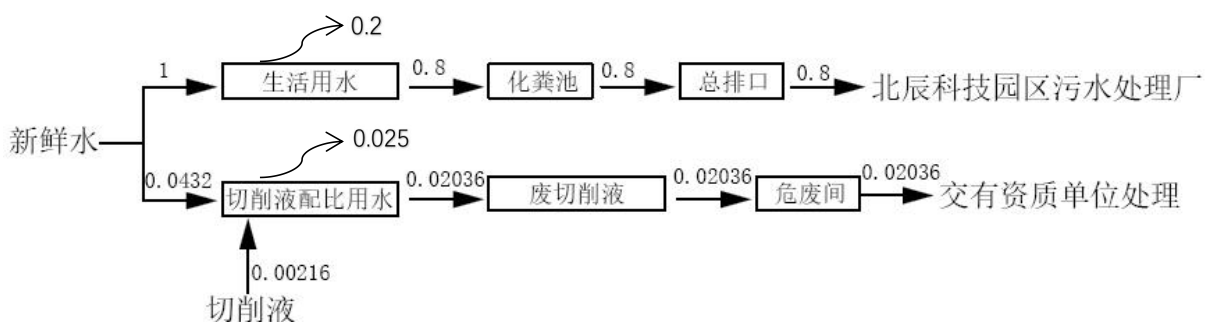 0.2
1
生活用水
0.8
化粪池
0.8
总排口
0.8
北辰科技园区污水处理厂
新鲜水
0.025
0.0432
切削液配比用水
0.02036
废切削液
0.02036
危废间
0.02036
交有资质单位处理
0.00216
切削液